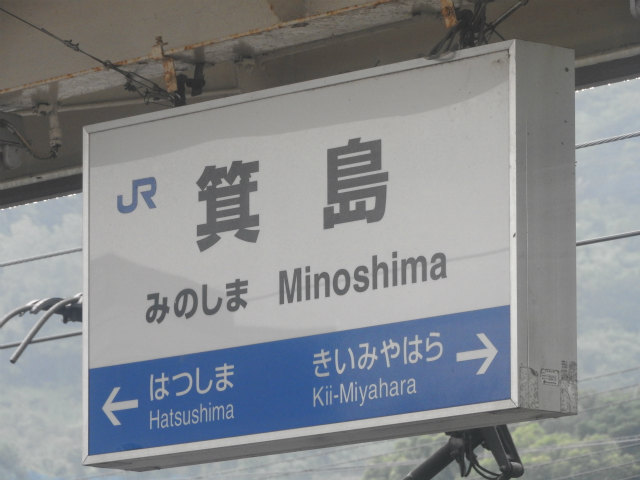 JR 箕島
みのしま Minoshima
← はつしま
Hatsushima
きいみやはら →
Kii-Miyahara